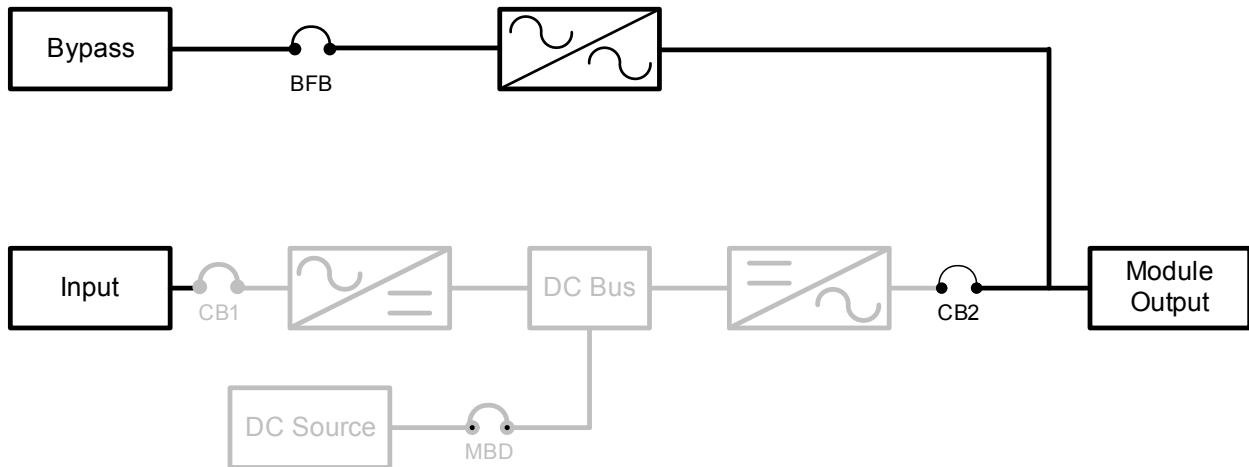 Bypass
BFB
Input
CB1
DC Bus
CB2
Module
Output
DC Source
MBD